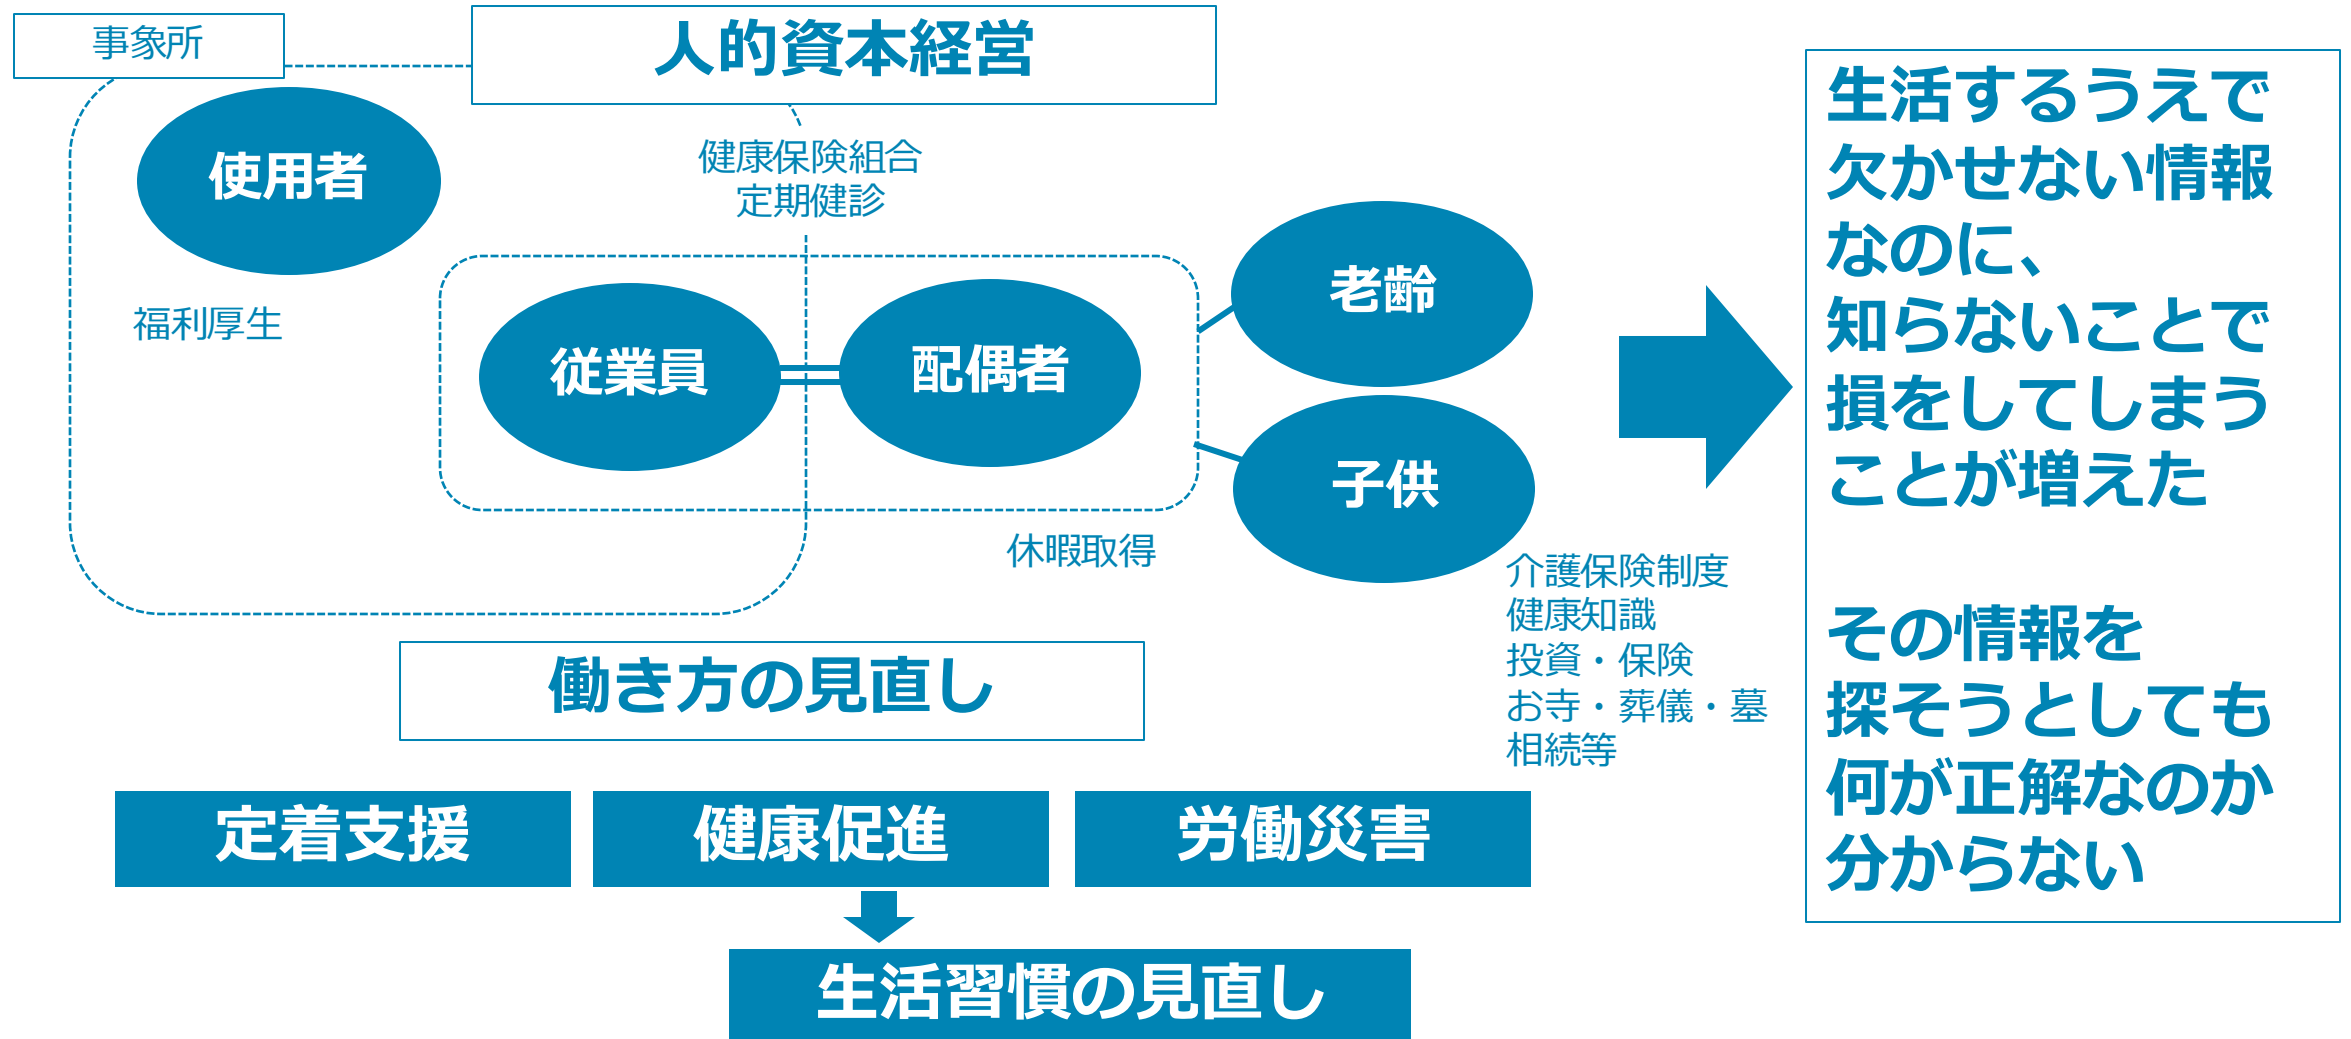 事象所
人的資本経営
使用者
健康保険組合
定期健診
福利厚生
従業員
配偶者
老齢
子供
休暇取得
介護保険制度
健康知識
投資・保険
お寺・葬儀・墓
相続等
働き方の見直し
定着支援
健康促進
労働災害
生活習慣の見直し
生活するうえで
欠かせない情報
なのに、
知らないことで
損をしてしまう
ことが増えた
その情報を
探そうとしても
何が正解なのか
分からない